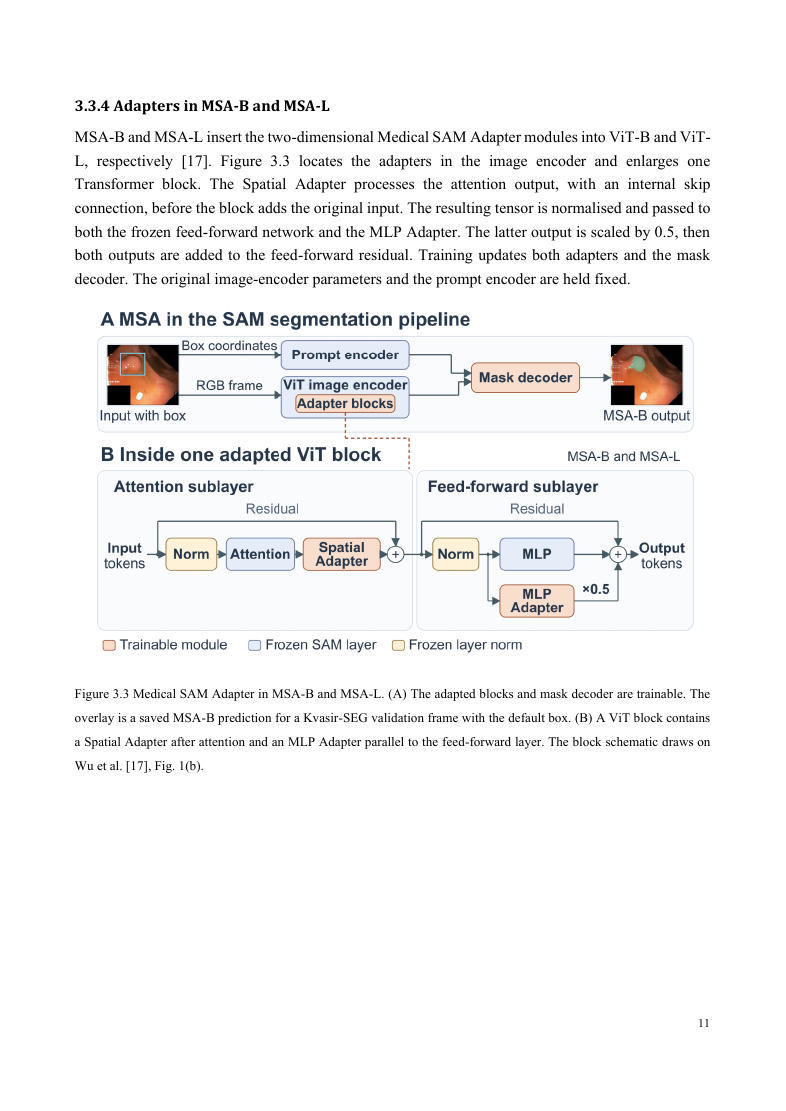 3.3.4 Adapters in MSA-B and MSA-L
MSA-B and MSA-L insert the two-dimensional Medical SAM Adapter modules into ViT-B and ViT-
L, respectively [17]. Figure 3.3 locates the adapters in the image encoder and enlarges one
Transformer block. The Spatial Adapter processes the attention output, with an internal skip
connection, before the block adds the original input. The resulting tensor is normalised and passed to
both the frozen feed-forward network and the MLP Adapter. The latter output is scaled by 0.5, then
both outputs are added to the feed-forward residual. Training updates both adapters and the mask
decoder. The original image-encoder parameters and the prompt encoder are held fixed.
A MSA in the SAM segmentation pipeline
Box coordinates
Prompt encoder
RGB frame
ViT image encoder
Adapter blocks
Mask decoder
Input with box
MSA-B output
B Inside one adapted ViT block
MSA-B and MSA-L
Attention sublayer
Residual
Input
tokens
Norm
Attention
Spatial
Adapter
+
Feed-forward sublayer
Residual
Norm
MLP
MLP
Adapter
×0.5
+
Output
tokens
Trainable module
Frozen SAM layer
Frozen layer norm
Figure 3.3 Medical SAM Adapter in MSA-B and MSA-L. (A) The adapted blocks and mask decoder are trainable. The
overlay is a saved MSA-B prediction for a Kvasir-SEG validation frame with the default box. (B) A ViT block contains
a Spatial Adapter after attention and an MLP Adapter parallel to the feed-forward layer. The block schematic draws on
Wu et al. [17], Fig. 1(b).
11